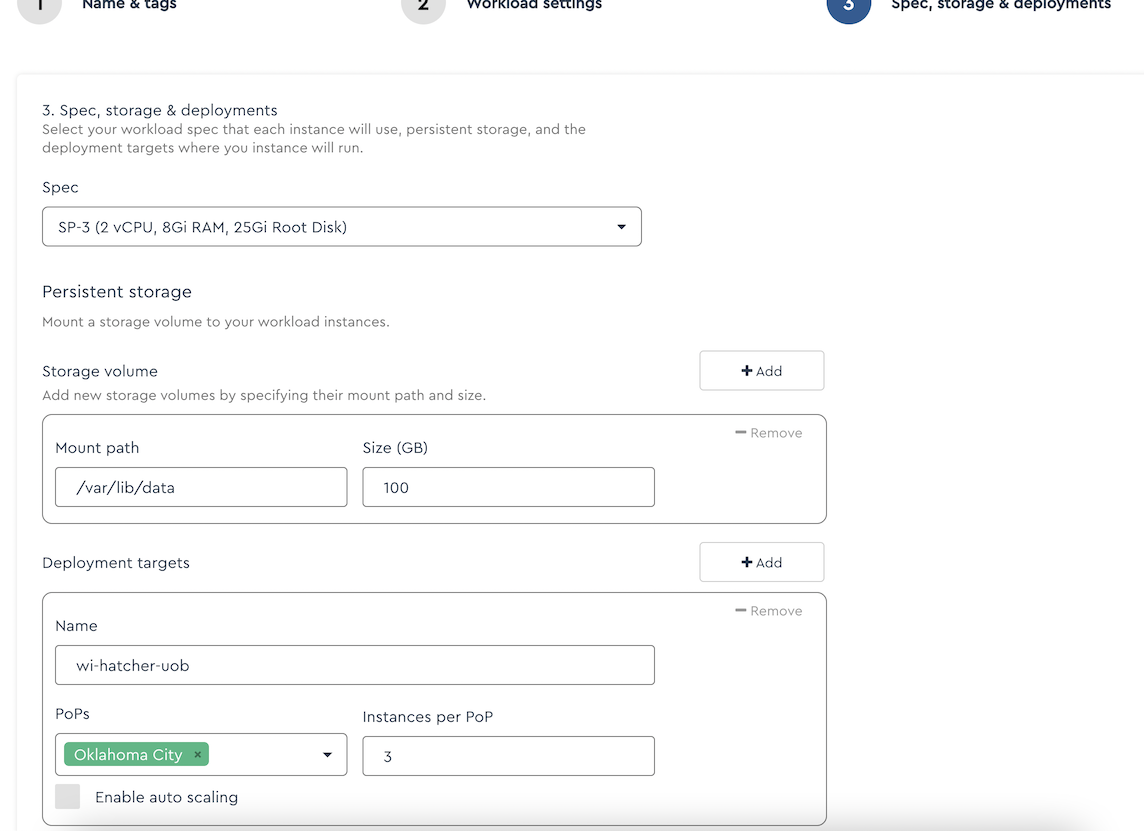 1 Name & tags 2 Workload settings 3 Spec, storage & deployments
3. Spec, storage & deployments
Select your workload spec that each instance will use, persistent storage, and the
deployment targets where you instance will run.
Spec
SP-3 (2 vCPU, 8Gi RAM, 25Gi Root Disk)
Persistent storage
Mount a storage volume to your workload instances.
Storage volume
+ Add
Add new storage volumes by specifying their mount path and size.
− Remove
Mount path Size (GB)
/var/lib/data 100
Deployment targets + Add
− Remove
Name
wi-hatcher-uob
PoPs Instances per PoP
Oklahoma City × 3
Enable auto scaling